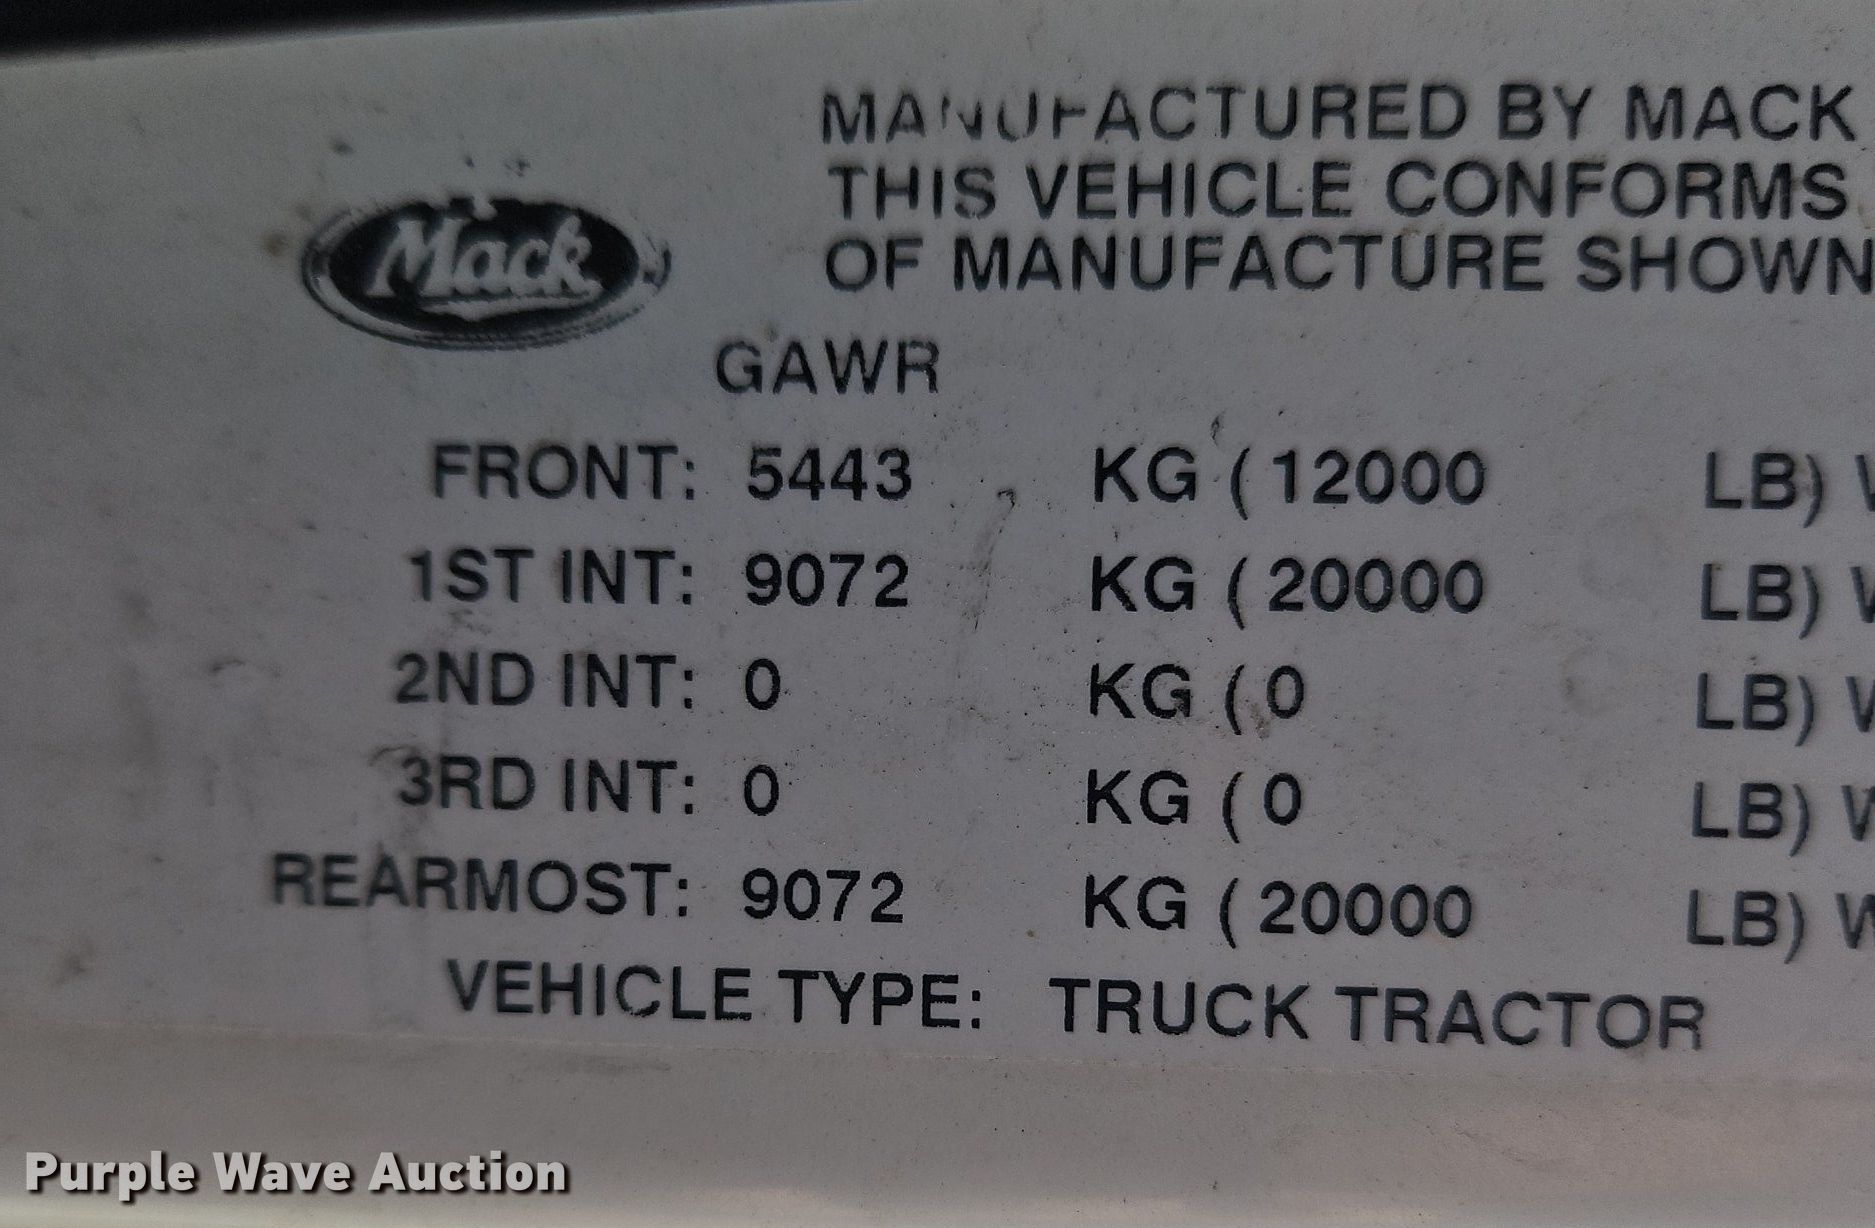 MANUFACTURED BY MACK
THIS VEHICLE CONFORMS
OF MANUFACTURE SHOWN
Mack
GAWR
FRONT: 5443 KG (12000 LB)
1ST INT: 9072 KG (20000 LB)
2ND INT: 0 KG (0 LB)
3RD INT: 0 KG (0 LB)
REARMOST: 9072 KG (20000 LB)
VEHICLE TYPE: TRUCK TRACTOR
Purple Wave Auction